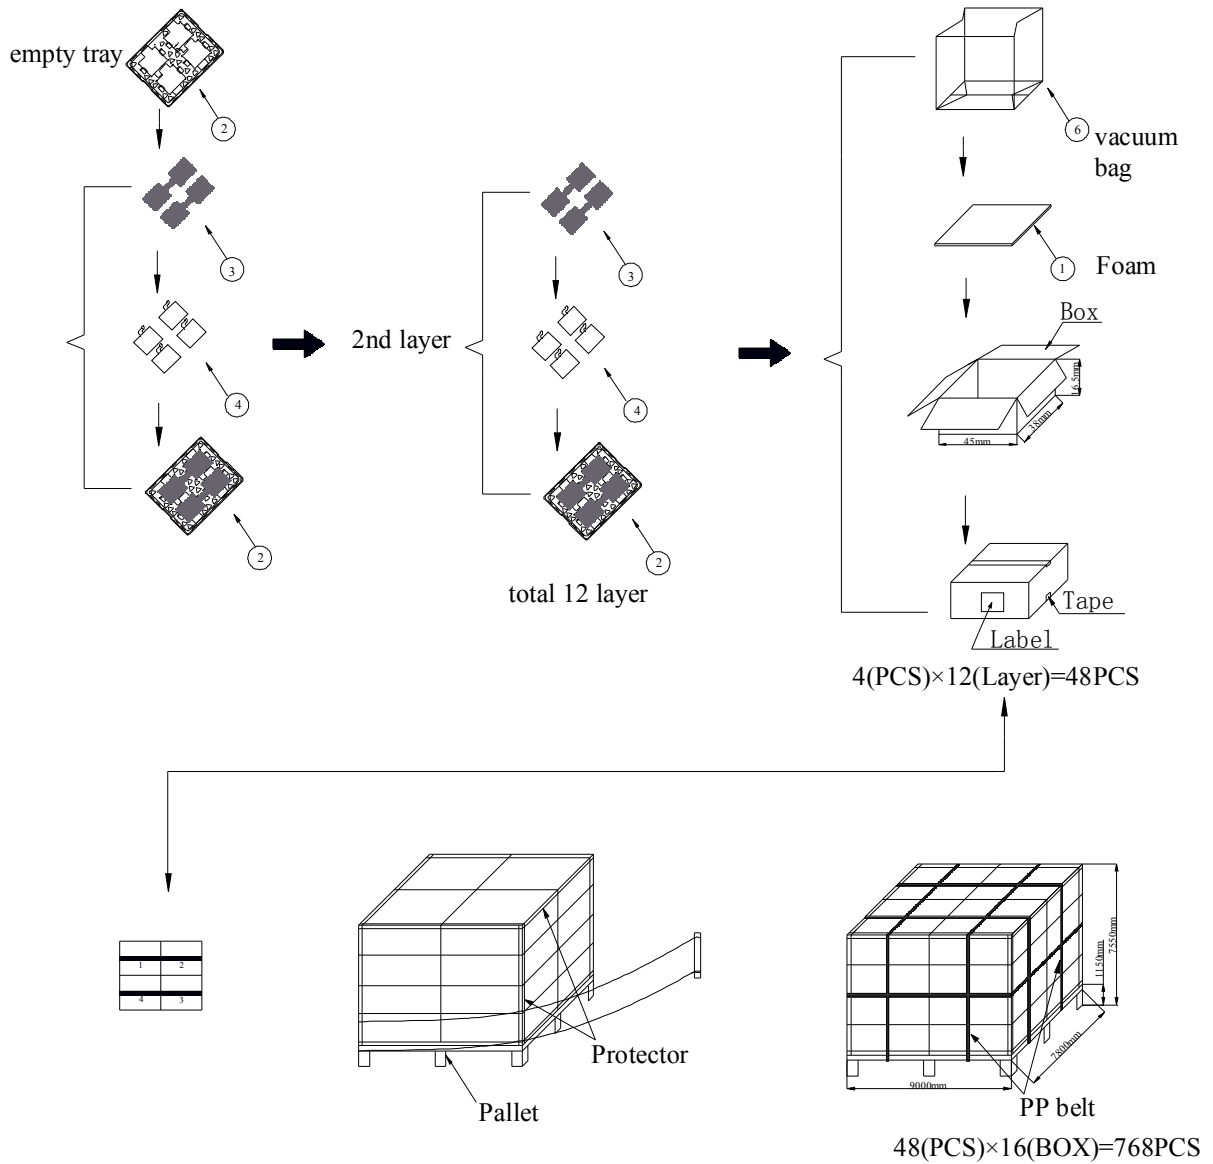 empty tray
2
3
4
2
2nd layer
3
4
2
total 12 layer
6
vacuum
bag
1
Foam
Box
16.5mm
38mm
45mm
Tape
Label
4(PCS)×12(Layer)=48PCS
1
2
4
3
Protector
Pallet
7550mm
1150mm
7800mm
9000mm
PP belt
48(PCS)×16(BOX)=768PCS